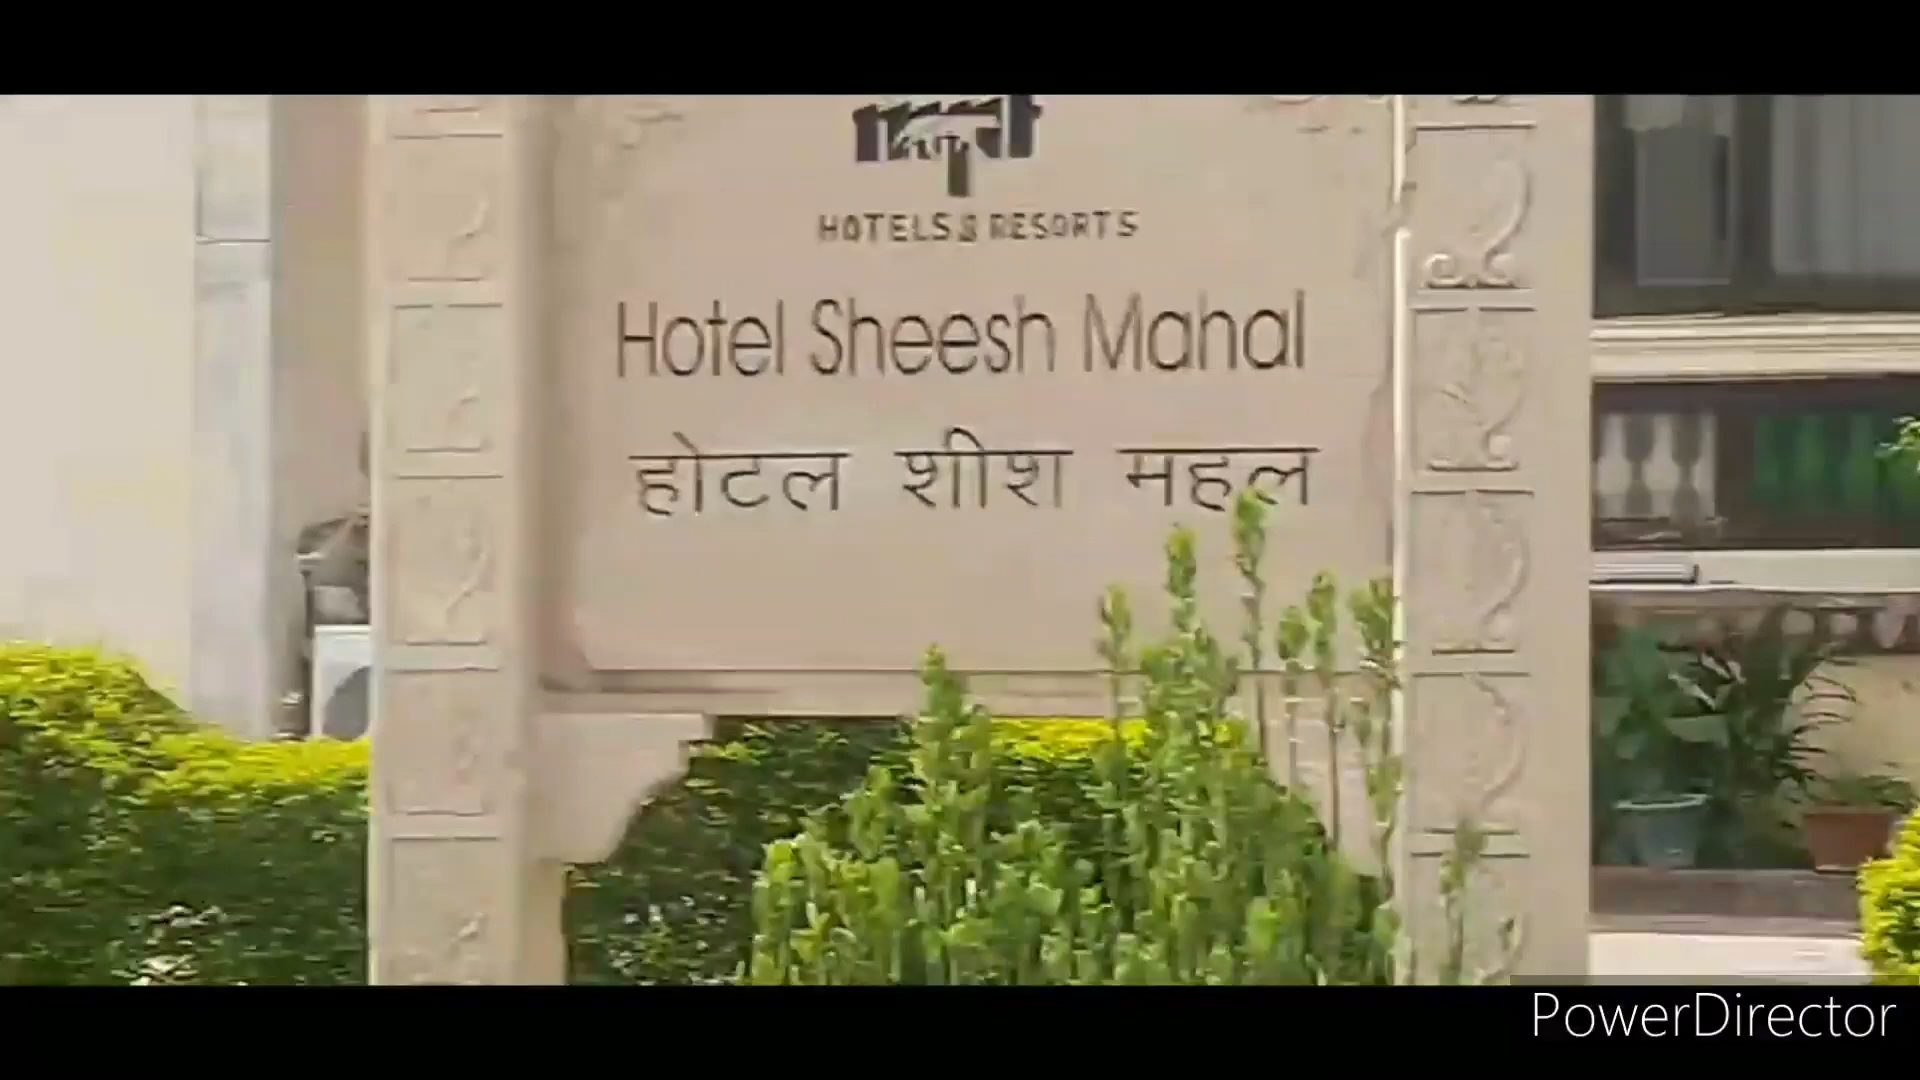 HOTELS & RESORTS
Hotel Sheesh Mahal
होटल शीश महल
PowerDirector